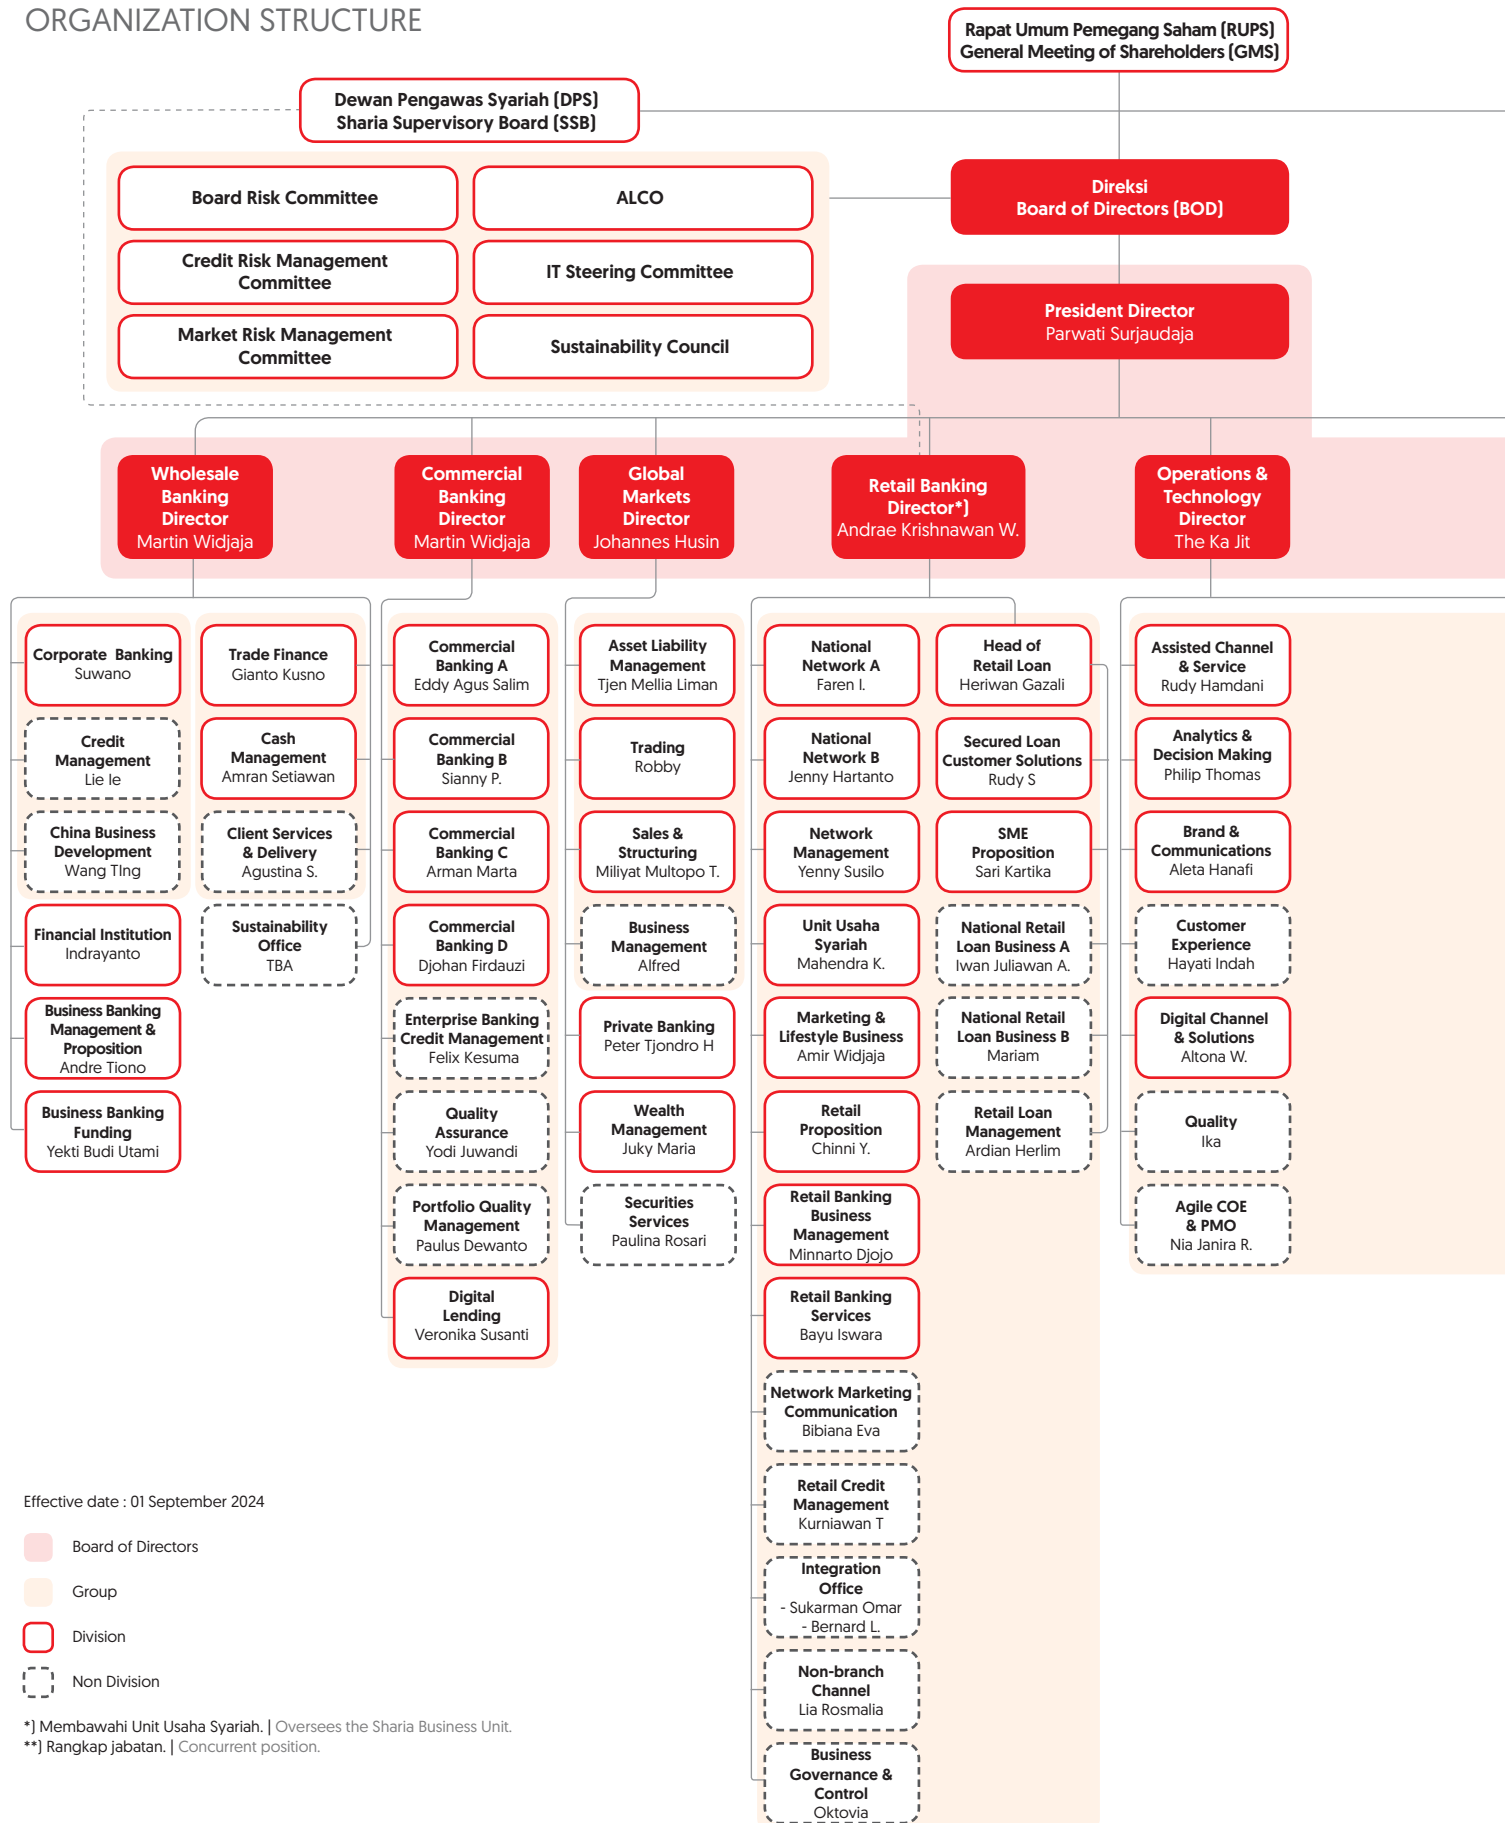 ORGANIZATION STRUCTURE
Rapat Umum Pemegang Saham (RUPS)
General Meeting of Shareholders (GMS)
Dewan Pengawas Syariah (DPS)
Sharia Supervisory Board (SSB)
Board Risk Committee
ALCO
Credit Risk Management
Committee
IT Steering Committee
Market Risk Management
Committee
Sustainability Council
Direksi
Board of Directors (BOD)
President Director
Parwati Surjaudaja
Wholesale
Banking
Director
Martin Widjaja
Commercial
Banking
Director
Martin Widjaja
Global
Markets
Director
Johannes Husin
Retail Banking
Director*)
Andrae Krishnawan W.
Operations &
Technology
Director
The Ka Jit
Corporate Banking
Suwano
Credit
Management
Lie Ie
China Business
Development
Wang TIng
Financial Institution
Indrayanto
Business Banking
Management &
Proposition
Andre Tiono
Business Banking
Funding
Yekti Budi Utami
Trade Finance
Gianto Kusno
Cash
Management
Amran Setiawan
Client Services
& Delivery
Agustina S.
Sustainability
Office
TBA
Commercial
Banking A
Eddy Agus Salim
Commercial
Banking B
Sianny P.
Commercial
Banking C
Arman Marta
Commercial
Banking D
Djohan Firdauzi
Enterprise Banking
Credit Management
Felix Kesuma
Quality
Assurance
Yodi Juwandi
Portfolio Quality
Management
Paulus Dewanto
Digital
Lending
Veronika Susanti
Asset Liability
Management
Tjen Mellia Liman
Trading
Robby
Sales &
Structuring
Miliyat Multopo T.
Business
Management
Alfred
Private Banking
Peter Tjondro H
Wealth
Management
Juky Maria
Securities
Services
Paulina Rosari
National
Network A
Faren I.
National
Network B
Jenny Hartanto
Network
Management
Yenny Susilo
Unit Usaha
Syariah
Mahendra K.
Marketing &
Lifestyle Business
Amir Widjaja
Retail
Proposition
Chinni Y.
Retail Banking
Business
Management
Minnarto Djojo
Retail Banking
Services
Bayu Iswara
Network Marketing
Communication
Bibiana Eva
Retail Credit
Management
Kurniawan T
Integration
Office
- Sukarman Omar
- Bernard L.
Non-branch
Channel
Lia Rosmalia
Business
Governance &
Control
Oktovia
Head of
Retail Loan
Heriwan Gazali
Secured Loan
Customer Solutions
Rudy S
SME
Proposition
Sari Kartika
National Retail
Loan Business A
Iwan Juliawan A.
National Retail
Loan Business B
Mariam
Retail Loan
Management
Ardian Herlim
Assisted Channel
& Service
Rudy Hamdani
Analytics &
Decision Making
Philip Thomas
Brand &
Communications
Aleta Hanafi
Customer
Experience
Hayati Indah
Digital Channel
& Solutions
Altona W.
Quality
Ika
Agile COE
& PMO
Nia Janira R.
Effective date : 01 September 2024
Board of Directors
Group
Division
Non Division
*) Membawahi Unit Usaha Syariah. | Oversees the Sharia Business Unit.
**) Rangkap jabatan. | Concurrent position.